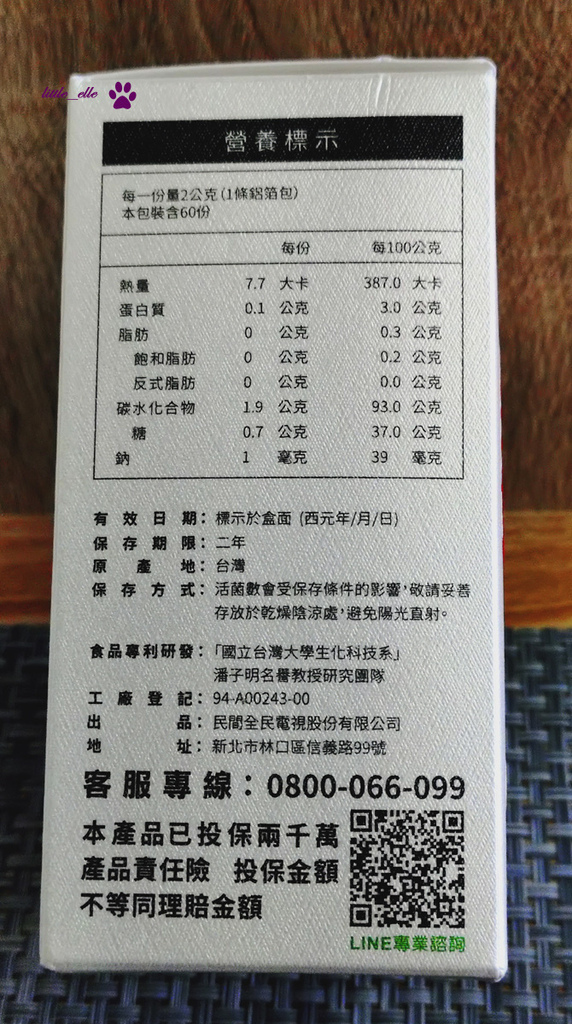 little_elle
營養標示
每一份量2公克(1條鋁箔包)
本包裝含60份
每份 每100公克
熱量 7.7 大卡 387.0 大卡
蛋白質 0.1 公克 3.0 公克
脂肪 0 公克 0.3 公克
飽和脂肪 0 公克 0.2 公克
反式脂肪 0 公克 0.0 公克
碳水化合物 1.9 公克 93.0 公克
糖 0.7 公克 37.0 公克
鈉 1 毫克 39 毫克
有效日期：標示於盒面 (西元年/月/日)
保存期限：二年
原產地：台灣
保存方式：活菌數會受保存條件的影響，敬請妥善
存放於乾燥陰涼處，避免陽光直射。
食品專利研發：「國立台灣大學生化科技系」
潘子明名譽教授研究團隊
工廠登記：94-A00243-00
出品：民間全民電視股份有限公司
地址：新北市林口區信義路99號
客服專線：0800-066-099
本產品已投保兩千萬
產品責任險 投保金額
不等同理賠金額
LINE專業諮詢